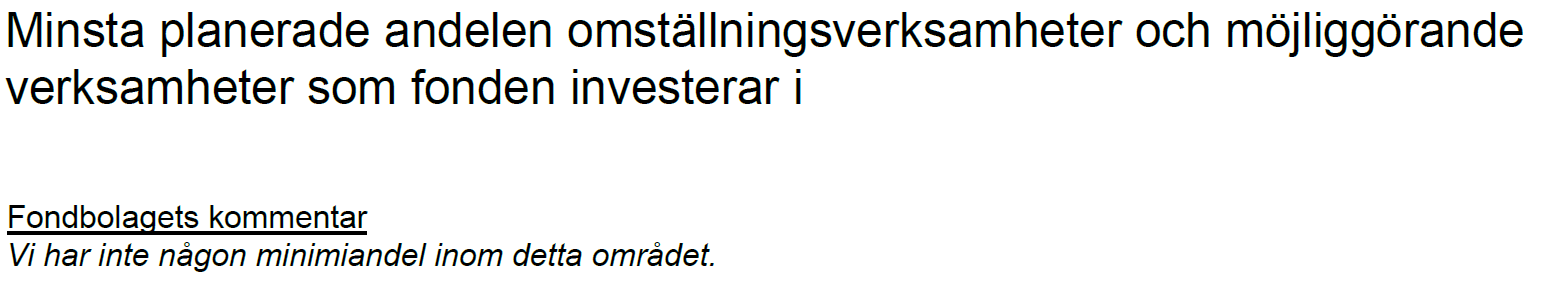 Minsta planerade andelen omställningsverksamheter och möjliggörande
verksamheter som fonden investerar i
Fondbolagets kommentar
Vi har inte någon minimiandel inom detta området.